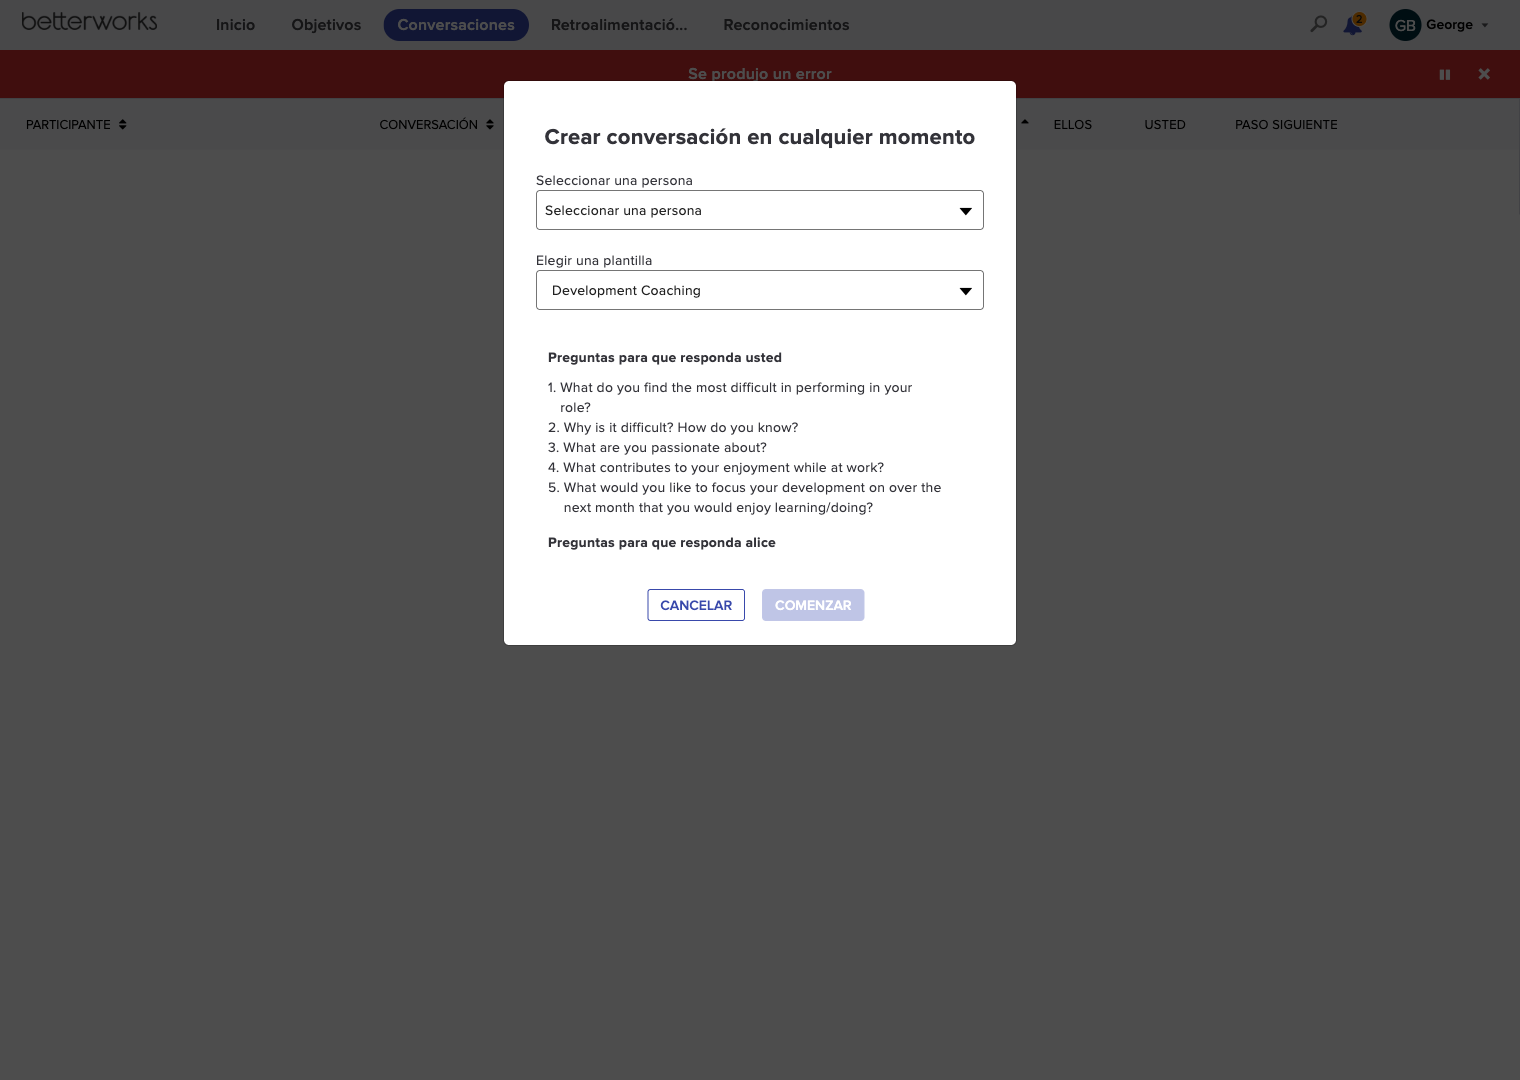 betterworks
Inicio
Objetivos
Conversaciones
Retroalimentació...
Reconocimientos
2
GB
George
Se produjo un error
PARTICIPANTE
CONVERSACIÓN
ELLOS
USTED
PASO SIGUIENTE
Crear conversación en cualquier momento
Seleccionar una persona
Seleccionar una persona
Elegir una plantilla
Development Coaching
Preguntas para que responda usted
1. What do you find the most difficult in performing in your
role?
2. Why is it difficult? How do you know?
3. What are you passionate about?
4. What contributes to your enjoyment while at work?
5. What would you like to focus your development on over the
next month that you would enjoy learning/doing?
Preguntas para que responda alice
CANCELAR
COMENZAR